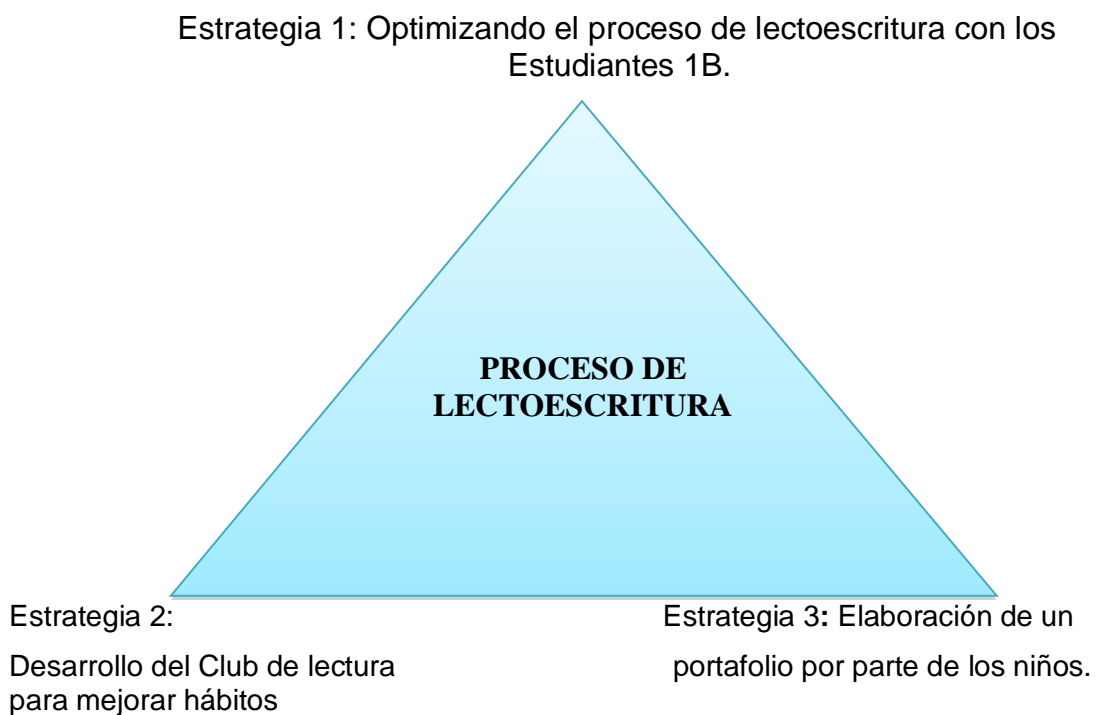 Estrategia 1: Optimizando el proceso de lectoescritura con los
Estudiantes 1B.
PROCESO DE
LECTOESCRITURA
Estrategia 2:
Desarrollo del Club de lectura
para mejorar hábitos
Estrategia 3: Elaboración de un
portafolio por parte de los niños.